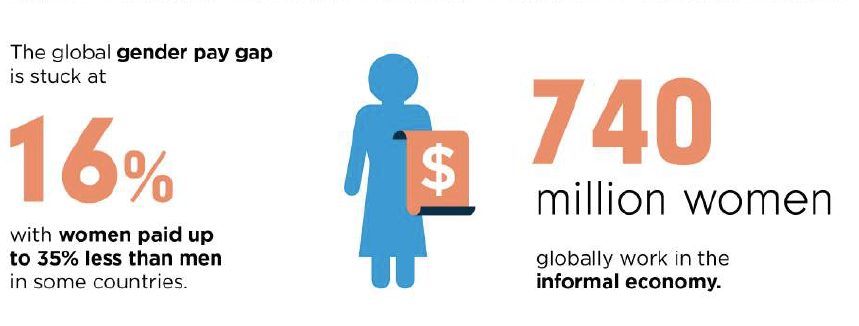 The global gender pay gap
is stuck at
16%
with women paid up
to 35% less than men
in some countries.
$
740
million women
globally work in the
informal economy.